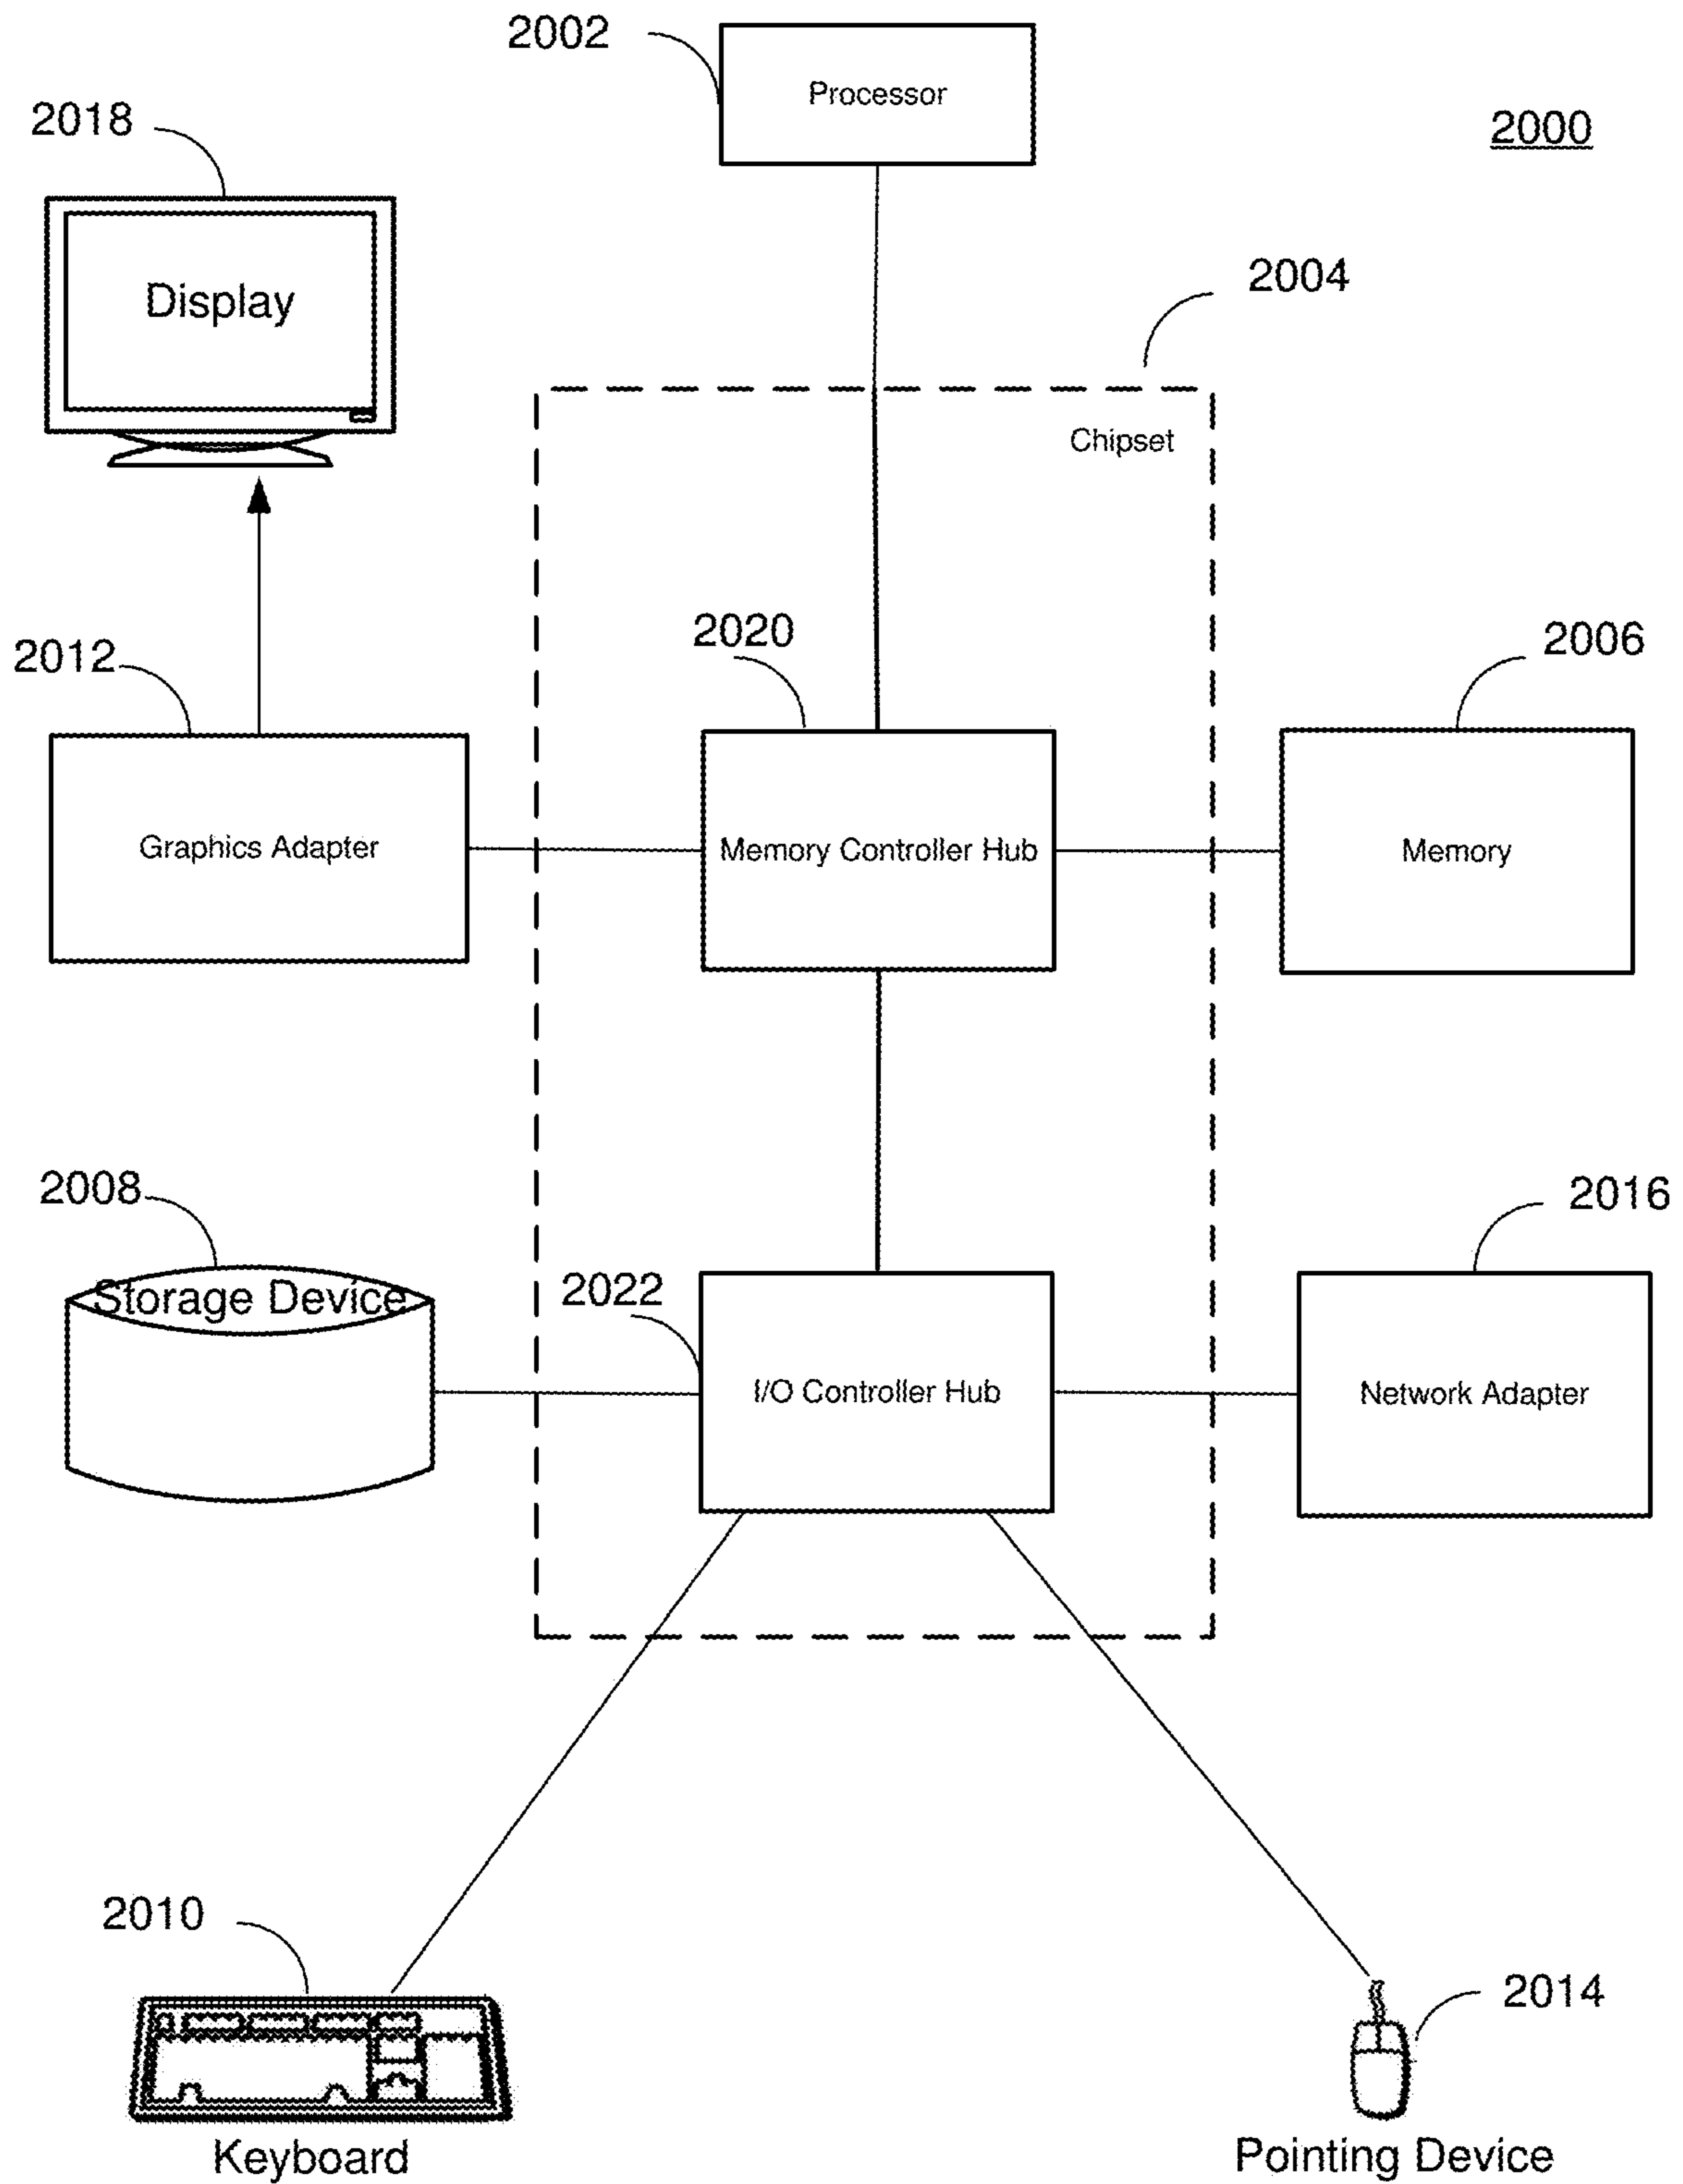 2002
Processor
2018
2000
Display
2004
Chipset
2020
2006
2012
Graphics Adapter
Memory Controller Hub
Memory
2008
2016
Storage Device
2022
I/O Controller Hub
Network Adapter
2010
2014
Keyboard
Pointing Device